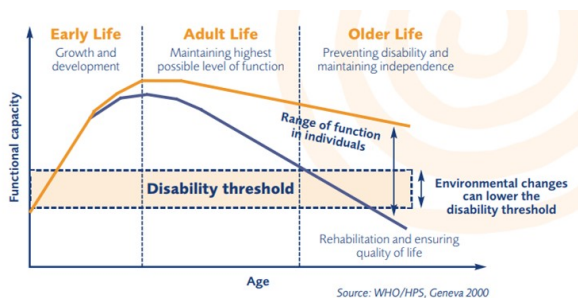 Early Life
Growth and
development
Adult Life
Maintaining highest
possible level of function
Older Life
Preventing disability and
maintaining independence
Functional capacity
Range of function
in individuals
Disability threshold
Environmental changes
can lower the
disability threshold
Rehabilitation and ensuring
quality of life
Age
Source: WHO/HPS, Geneva 2000